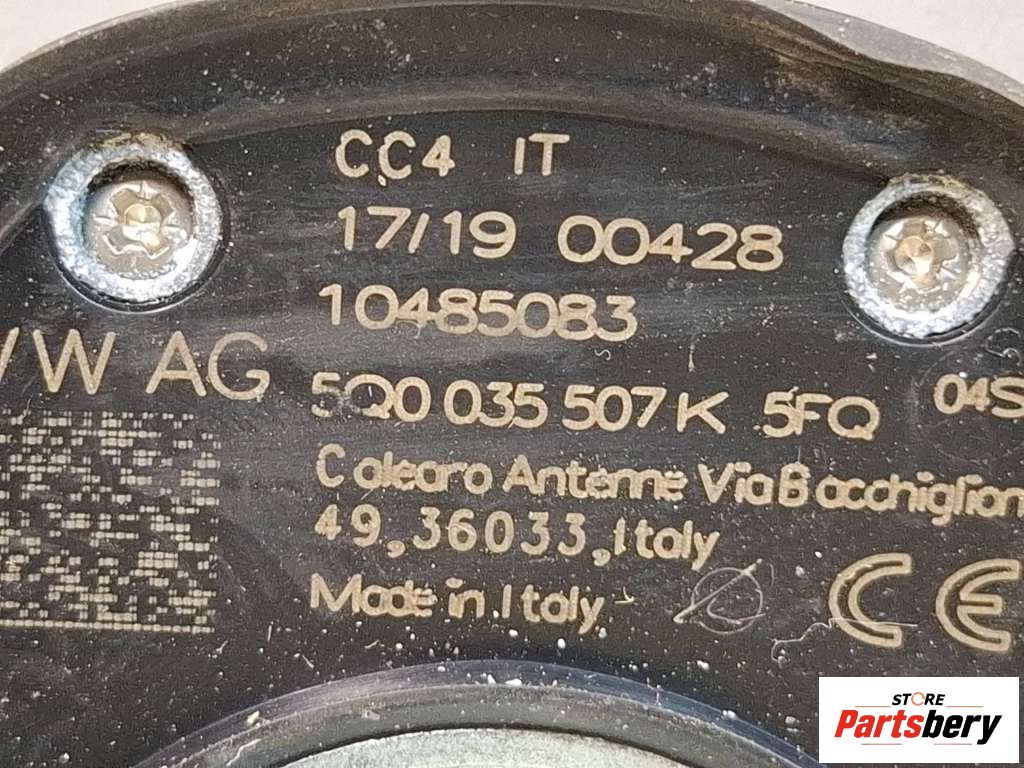 CC4 IT
17/19 00428
10485083
VW AG
5Q0 035 507 K 5FQ 04S
Calearo Antenne Via Bacchiglion
49,36033,Italy
Made in Italy
CE
STORE
Partsbery